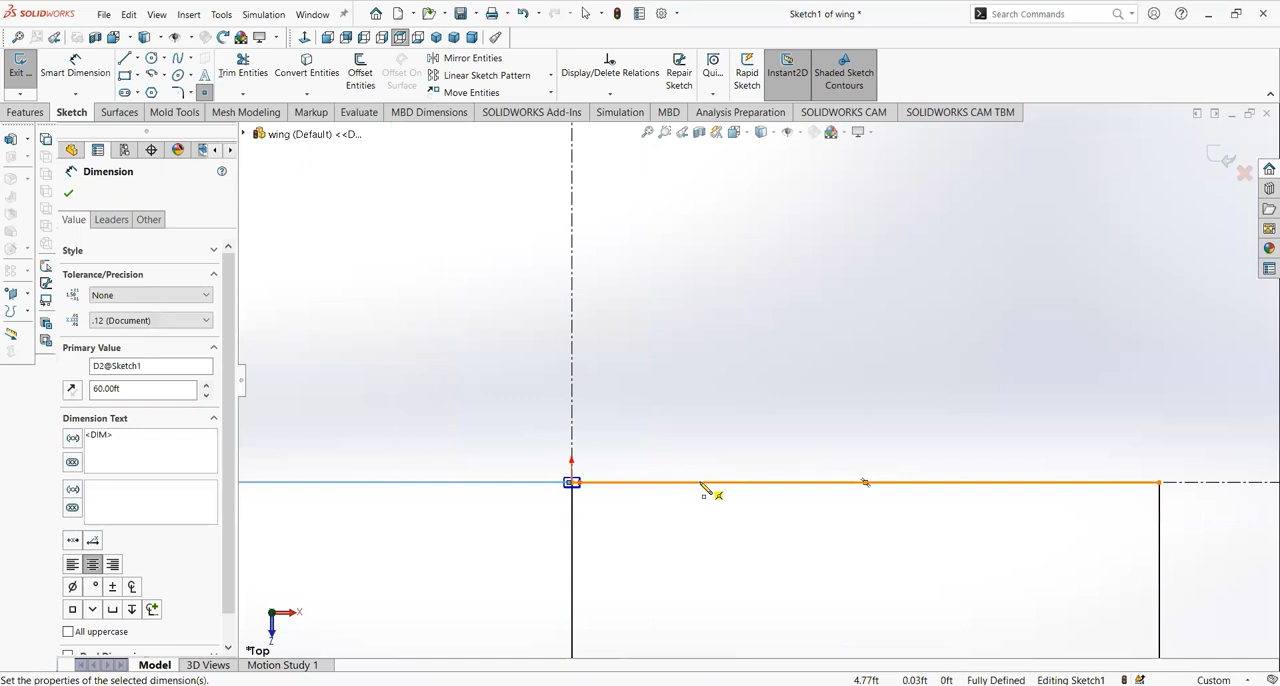 SOLIDWORKS File Edit View Insert Tools Simulation Window Sketch1 of wing * Search Commands
Exit ... Smart Dimension Trim Entities Convert Entities Offset Entities Offset On Surface Mirror Entities Linear Sketch Pattern Move Entities Display/Delete Relations Repair Sketch Qui... Rapid Sketch Instant2D Shaded Sketch Contours
Features Sketch Surfaces Mold Tools Mesh Modeling Markup Evaluate MBD Dimensions SOLIDWORKS Add-Ins Simulation MBD Analysis Preparation SOLIDWORKS CAM SOLIDWORKS CAM TBM
wing (Default) <<D...
Dimension
Value Leaders Other
Style
Tolerance/Precision
None
.12 (Document)
Primary Value
D2@Sketch1
60.00ft
Dimension Text
<DIM>
All uppercase
X
Z
*Top
Model 3D Views Motion Study 1
Set the properties of the selected dimension(s). 4.77ft 0.03ft 0ft Fully Defined Editing Sketch1 Custom